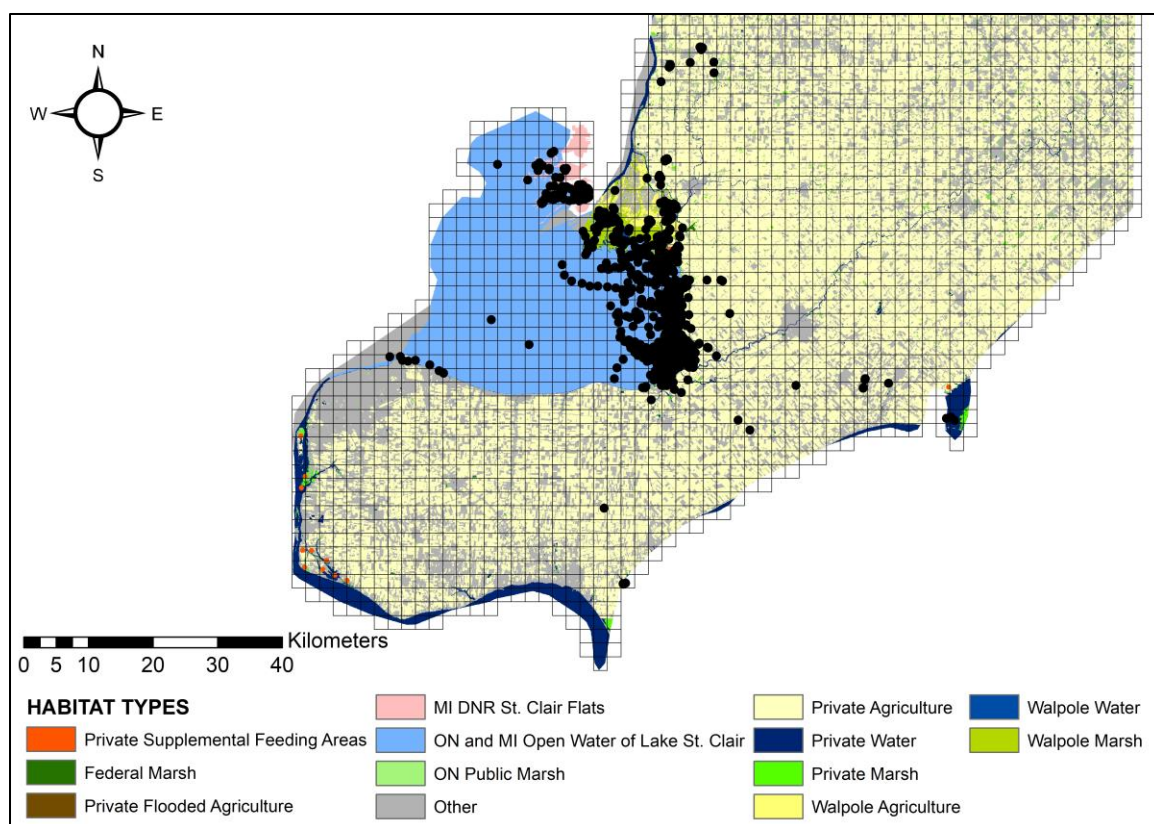 N
W E
S
Kilometers
0 5 10 20 30 40
HABITAT TYPES
Private Supplemental Feeding Areas
Federal Marsh
Private Flooded Agriculture
MI DNR St. Clair Flats
ON and MI Open Water of Lake St. Clair
ON Public Marsh
Other
Private Agriculture
Private Water
Private Marsh
Walpole Agriculture
Walpole Water
Walpole Marsh